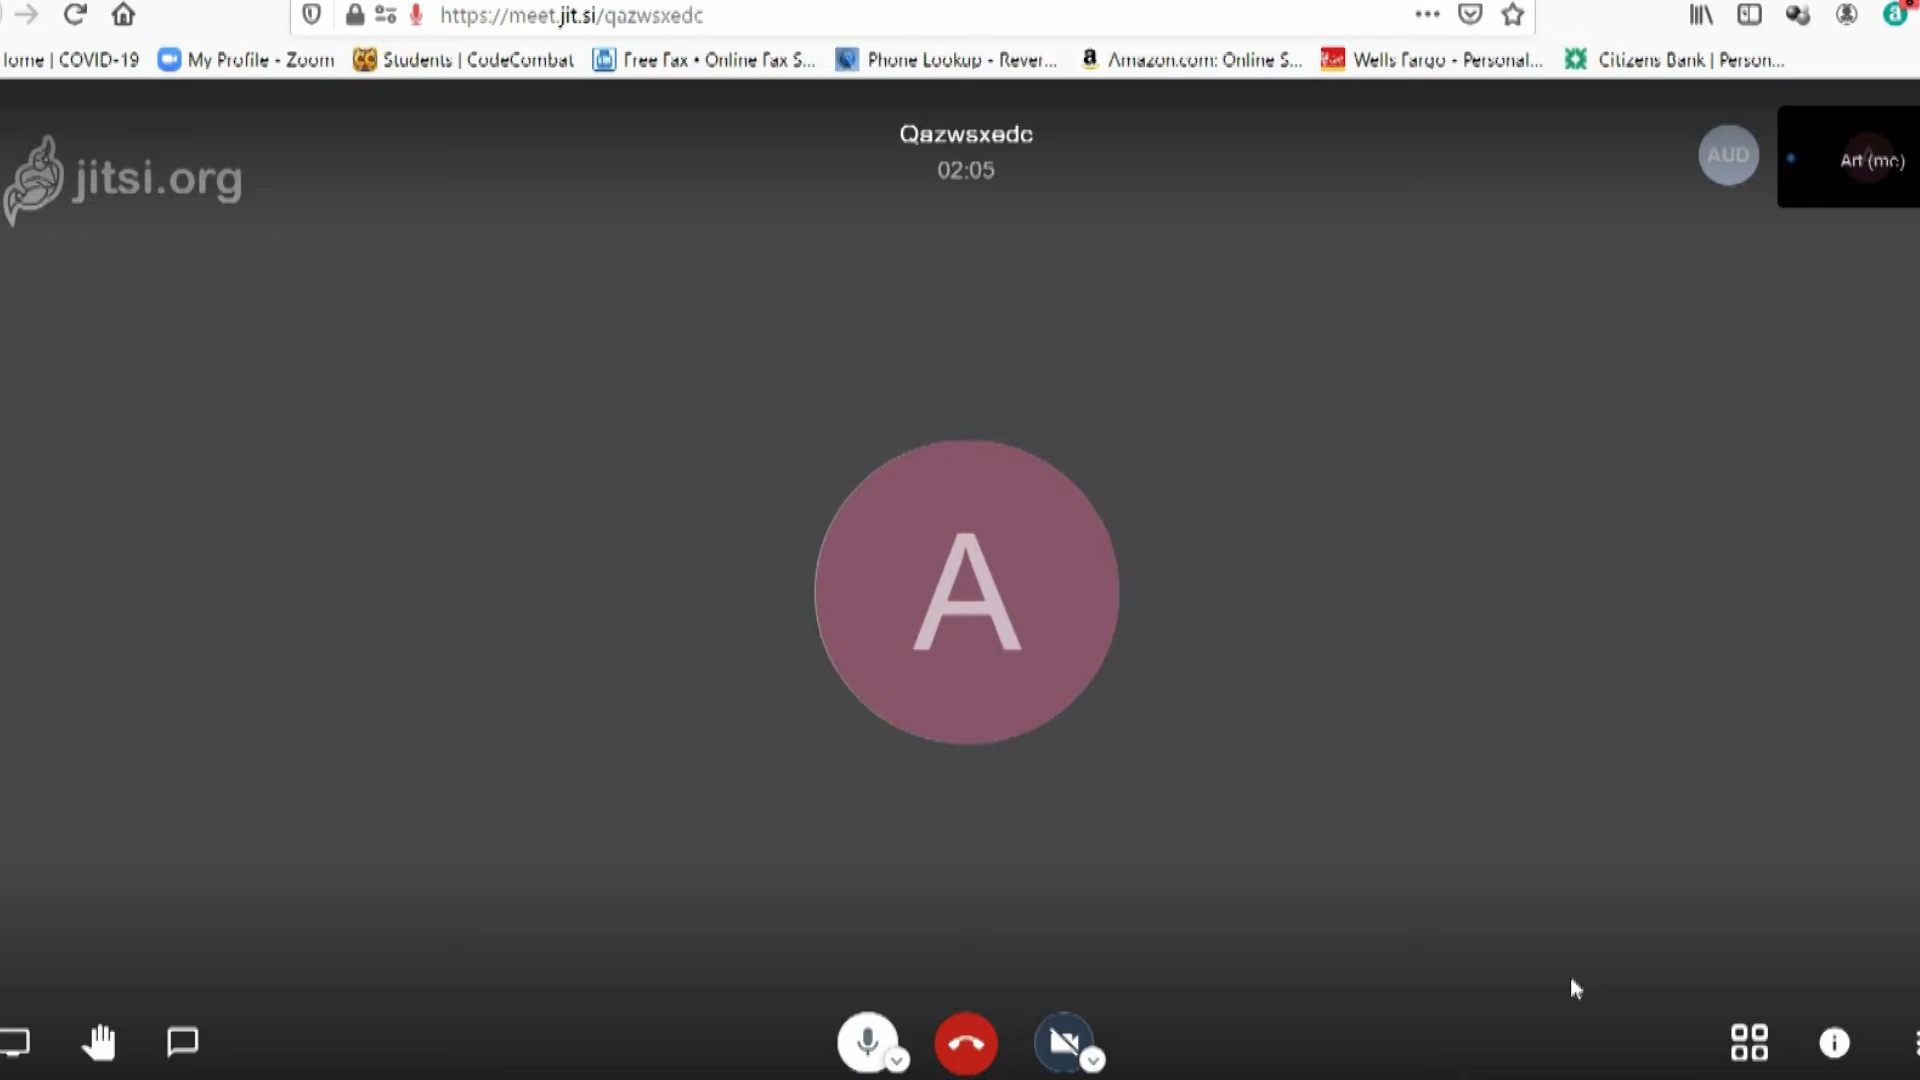 https://meet.jit.si/qazwsxedc
lome | COVID-19 My Profile - Zoom Students | CodeCombat Free Fax • Online Fax S... Phone Lookup - Rever... a Amazon.com: Online S... Wells Fargo - Personal... Citizens Bank | Person...
Qazwsxedc
02:05
jitsi.org
AUD
Art (me)
A